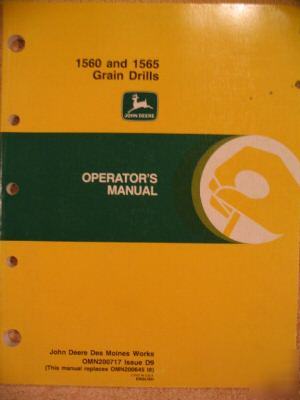 1560 and 1565
Grain Drills
JOHN DEERE
OPERATOR'S
MANUAL
John Deere Des Moines Works
OMN200717 Issue D9
(This manual replaces OMN200645 I8)
ENGLISH